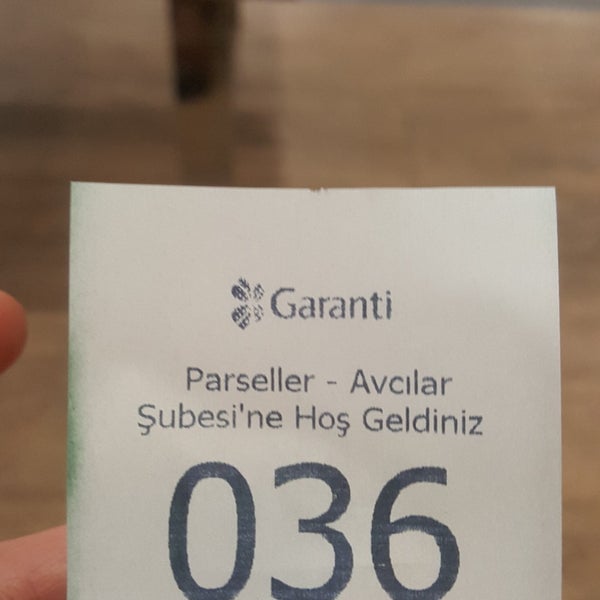 Garanti
Parseller - Avcılar
Şubesi'ne Hoş Geldiniz
036